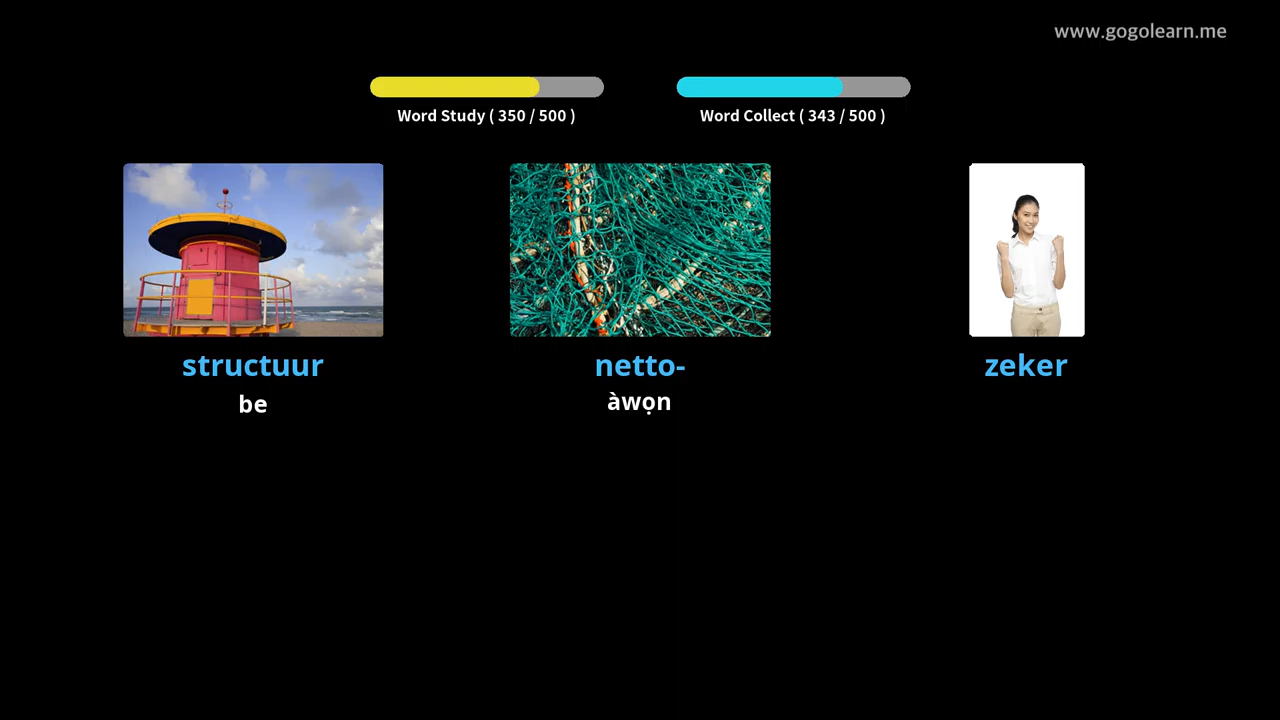 www.gogolearn.me
Word Study ( 350 / 500 )
Word Collect ( 343 / 500 )
structuur
be
netto-
àwọn
zeker